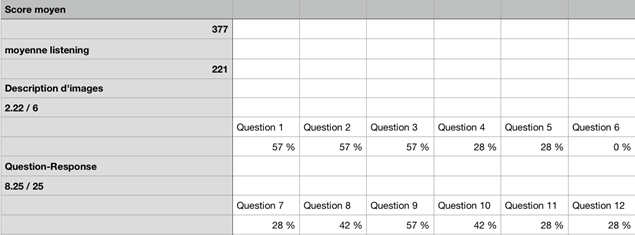 Score moyen
377
moyenne listening
221
Description d'images
2.22 / 6
Question 1 Question 2 Question 3 Question 4 Question 5 Question 6
57 % 57 % 57 % 28 % 28 % 0 %
Question-Response
8.25 / 25
Question 7 Question 8 Question 9 Question 10 Question 11 Question 12
28 % 42 % 57 % 42 % 28 % 28 %